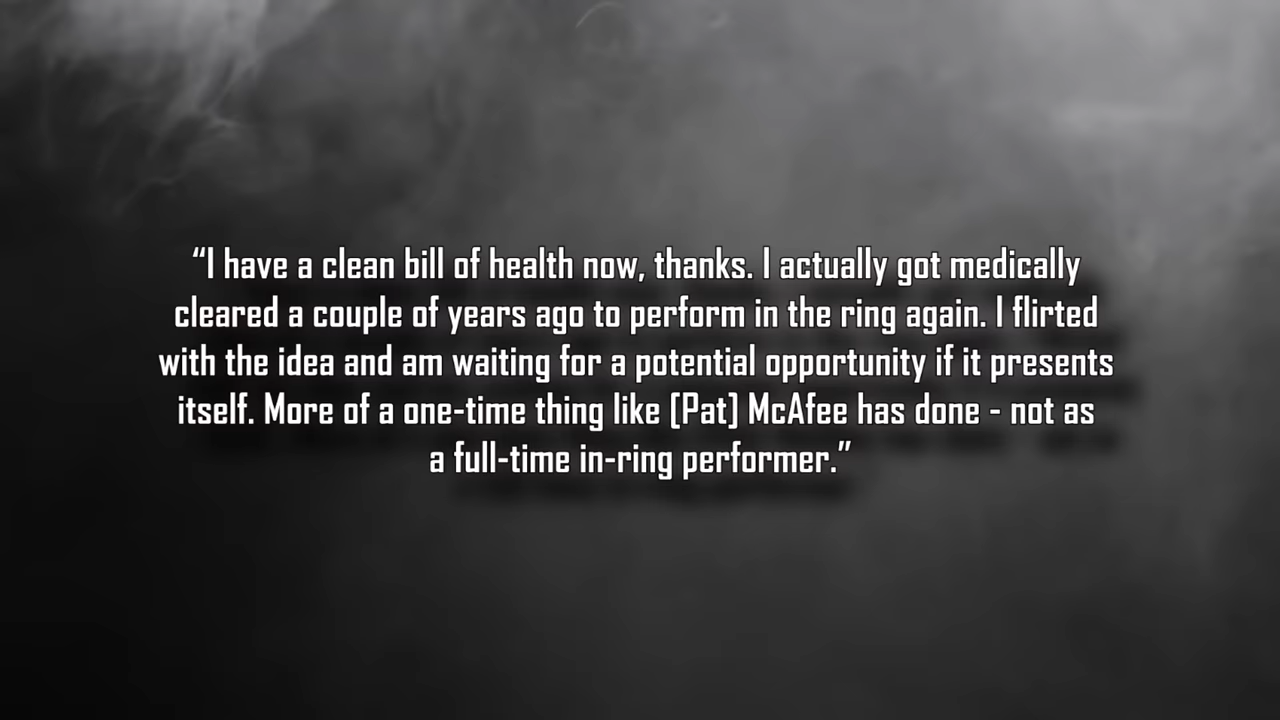 “I have a clean bill of health now, thanks. I actually got medically
cleared a couple of years ago to perform in the ring again. I flirted
with the idea and am waiting for a potential opportunity if it presents
itself. More of a one-time thing like [Pat] McAfee has done - not as
a full-time in-ring performer.”